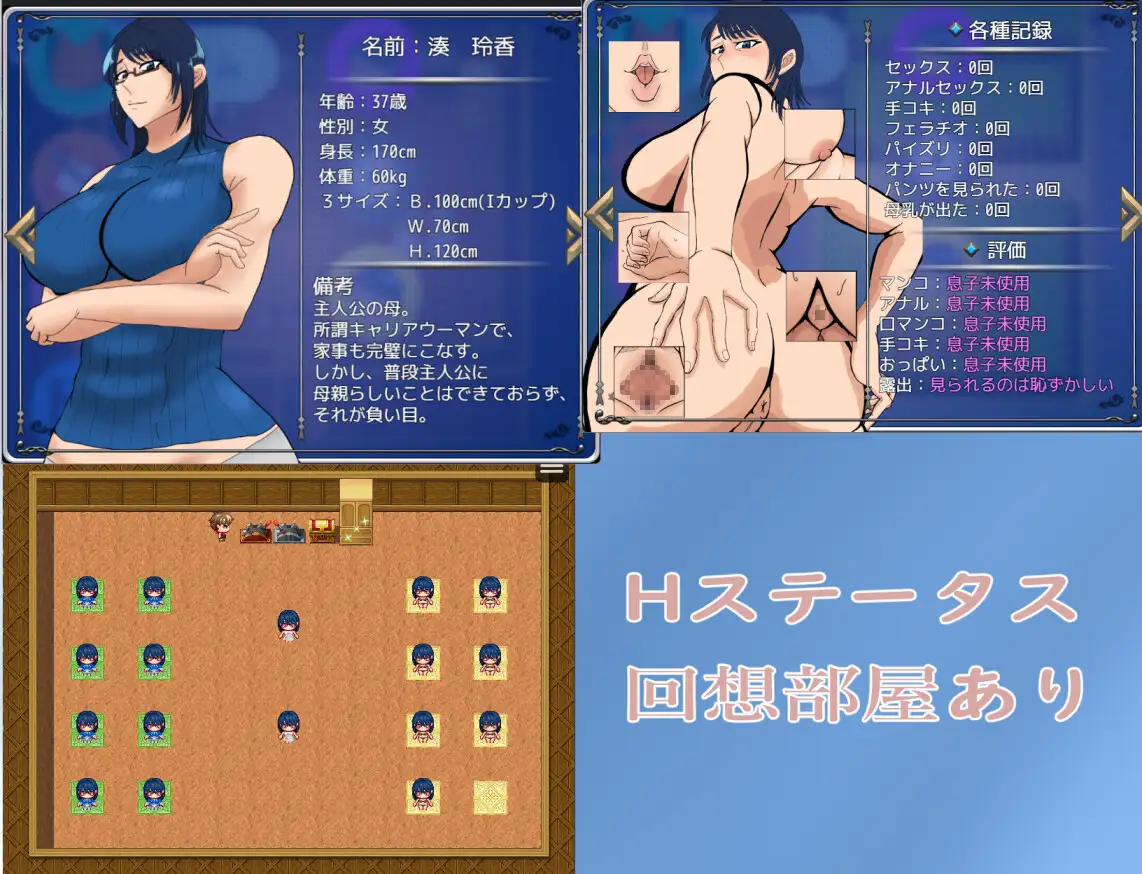 名前：湊　玲香
年齢：37歳
性別：女
身長：170cm
体重：60kg
３サイズ：Ｂ.100cm(Iカップ)
Ｗ.70cm
Ｈ.120cm
備考
主人公の母。
所謂キャリアウーマンで、
家事も完璧にこなす。
しかし、普段主人公に
母親らしいことはできておらず、
それが負い目。
各種記録
セックス：0回
アナルセックス：0回
手コキ：0回
フェラチオ：0回
パイズリ：0回
オナニー：0回
パンツを見られた：0回
母乳が出た：0回
評価
マンコ：息子未使用
アナル：息子未使用
口マンコ：息子未使用
手コキ：息子未使用
おっぱい：息子未使用
露出：見られるのは恥ずかしい
Hステータス
回想部屋あり